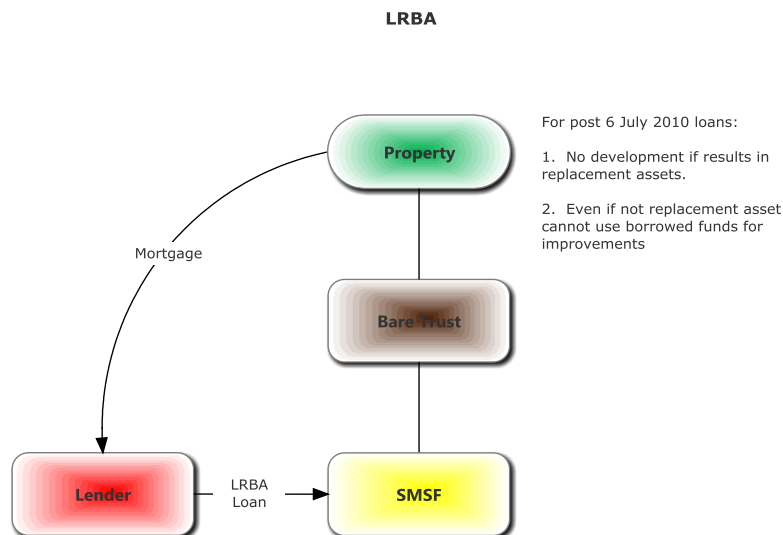 LRBA
Property
For post 6 July 2010 loans:
1. No development if results in
replacement assets.
2. Even if not replacement asset
cannot use borrowed funds for
improvements
Mortgage
Bare Trust
Lender
LRBA
Loan
SMSF